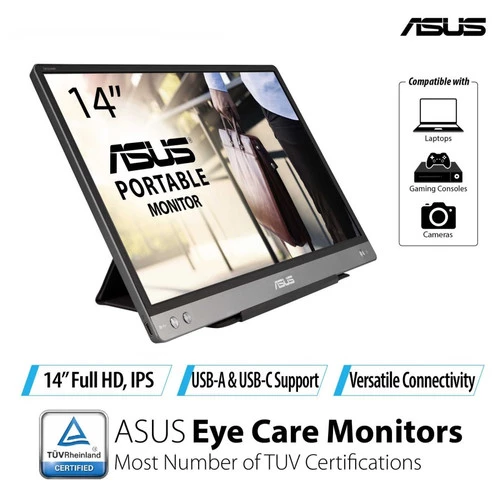 ASUS
Compatible with
Laptops
Gaming Consoles
Cameras
14"
ASUS
PORTABLE
MONITOR
ASUS
14" Full HD, IPS
USB-A & USB-C Support
Versatile Connectivity
TÜVRheinland
CERTIFIED
ASUS Eye Care Monitors
Most Number of TUV Certifications